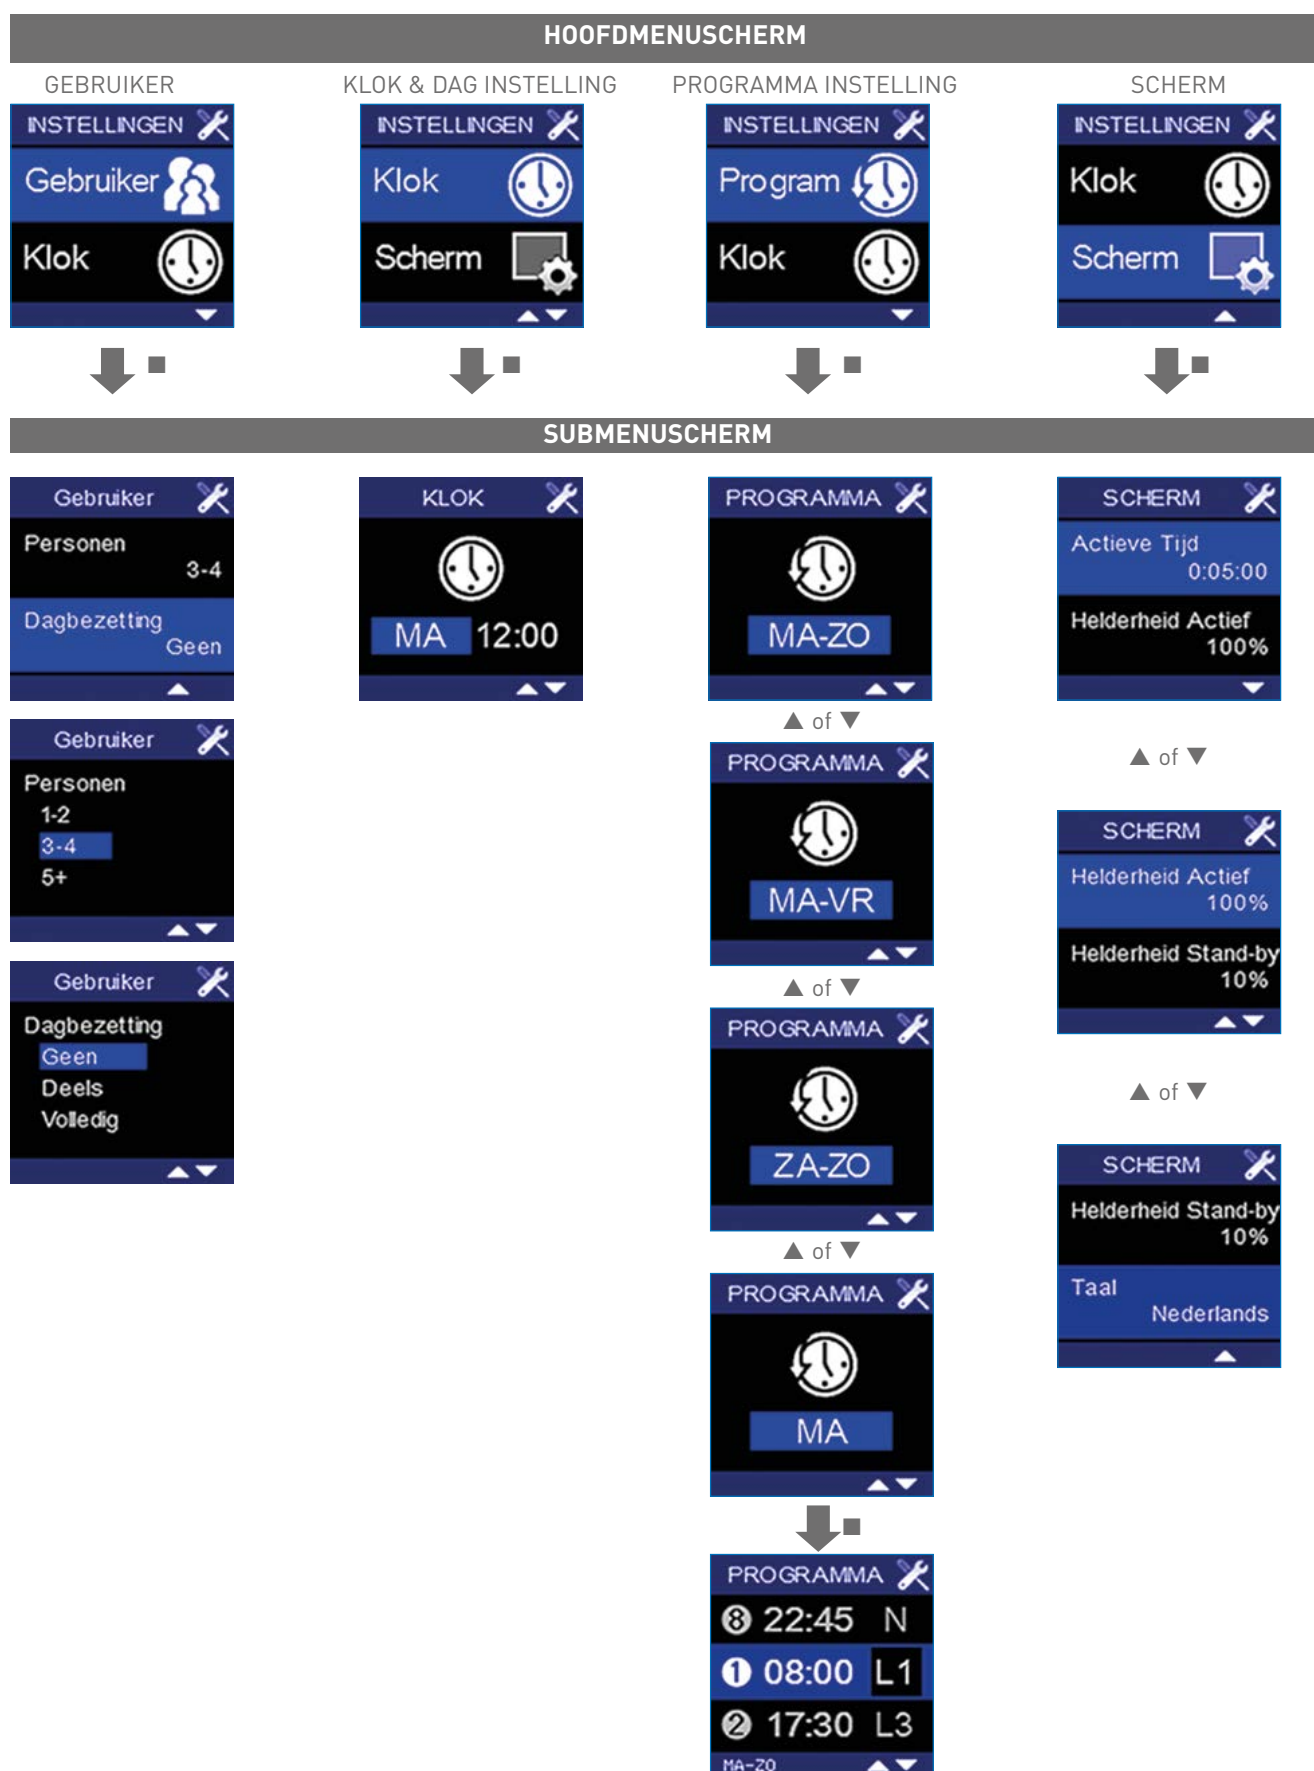 HOOFDMENUSCHERM
GEBRUIKER
INSTELLINGEN
Gebruiker
Klok
KLOK & DAG INSTELLING
INSTELLINGEN
Klok
Scherm
PROGRAMMA INSTELLING
INSTELLINGEN
Program
Klok
SCHERM
INSTELLINGEN
Klok
Scherm
SUBMENUSCHERM
Gebruiker
Personen
3-4
Dagbezetting
Geen
Gebruiker
Personen
1-2
3-4
5+
Gebruiker
Dagbezetting
Geen
Deels
Volledig
KLOK
MA 12:00
PROGRAMMA
MA-ZO
▲ of ▼
PROGRAMMA
MA-VR
▲ of ▼
PROGRAMMA
ZA-ZO
▲ of ▼
PROGRAMMA
MA
PROGRAMMA
8 22:45 N
1 08:00 L1
2 17:30 L3
MA-ZO
SCHERM
Actieve Tijd
0:05:00
Helderheid Actief
100%
▲ of ▼
SCHERM
Helderheid Actief
100%
Helderheid Stand-by
10%
▲ of ▼
SCHERM
Helderheid Stand-by
10%
Taal
Nederlands